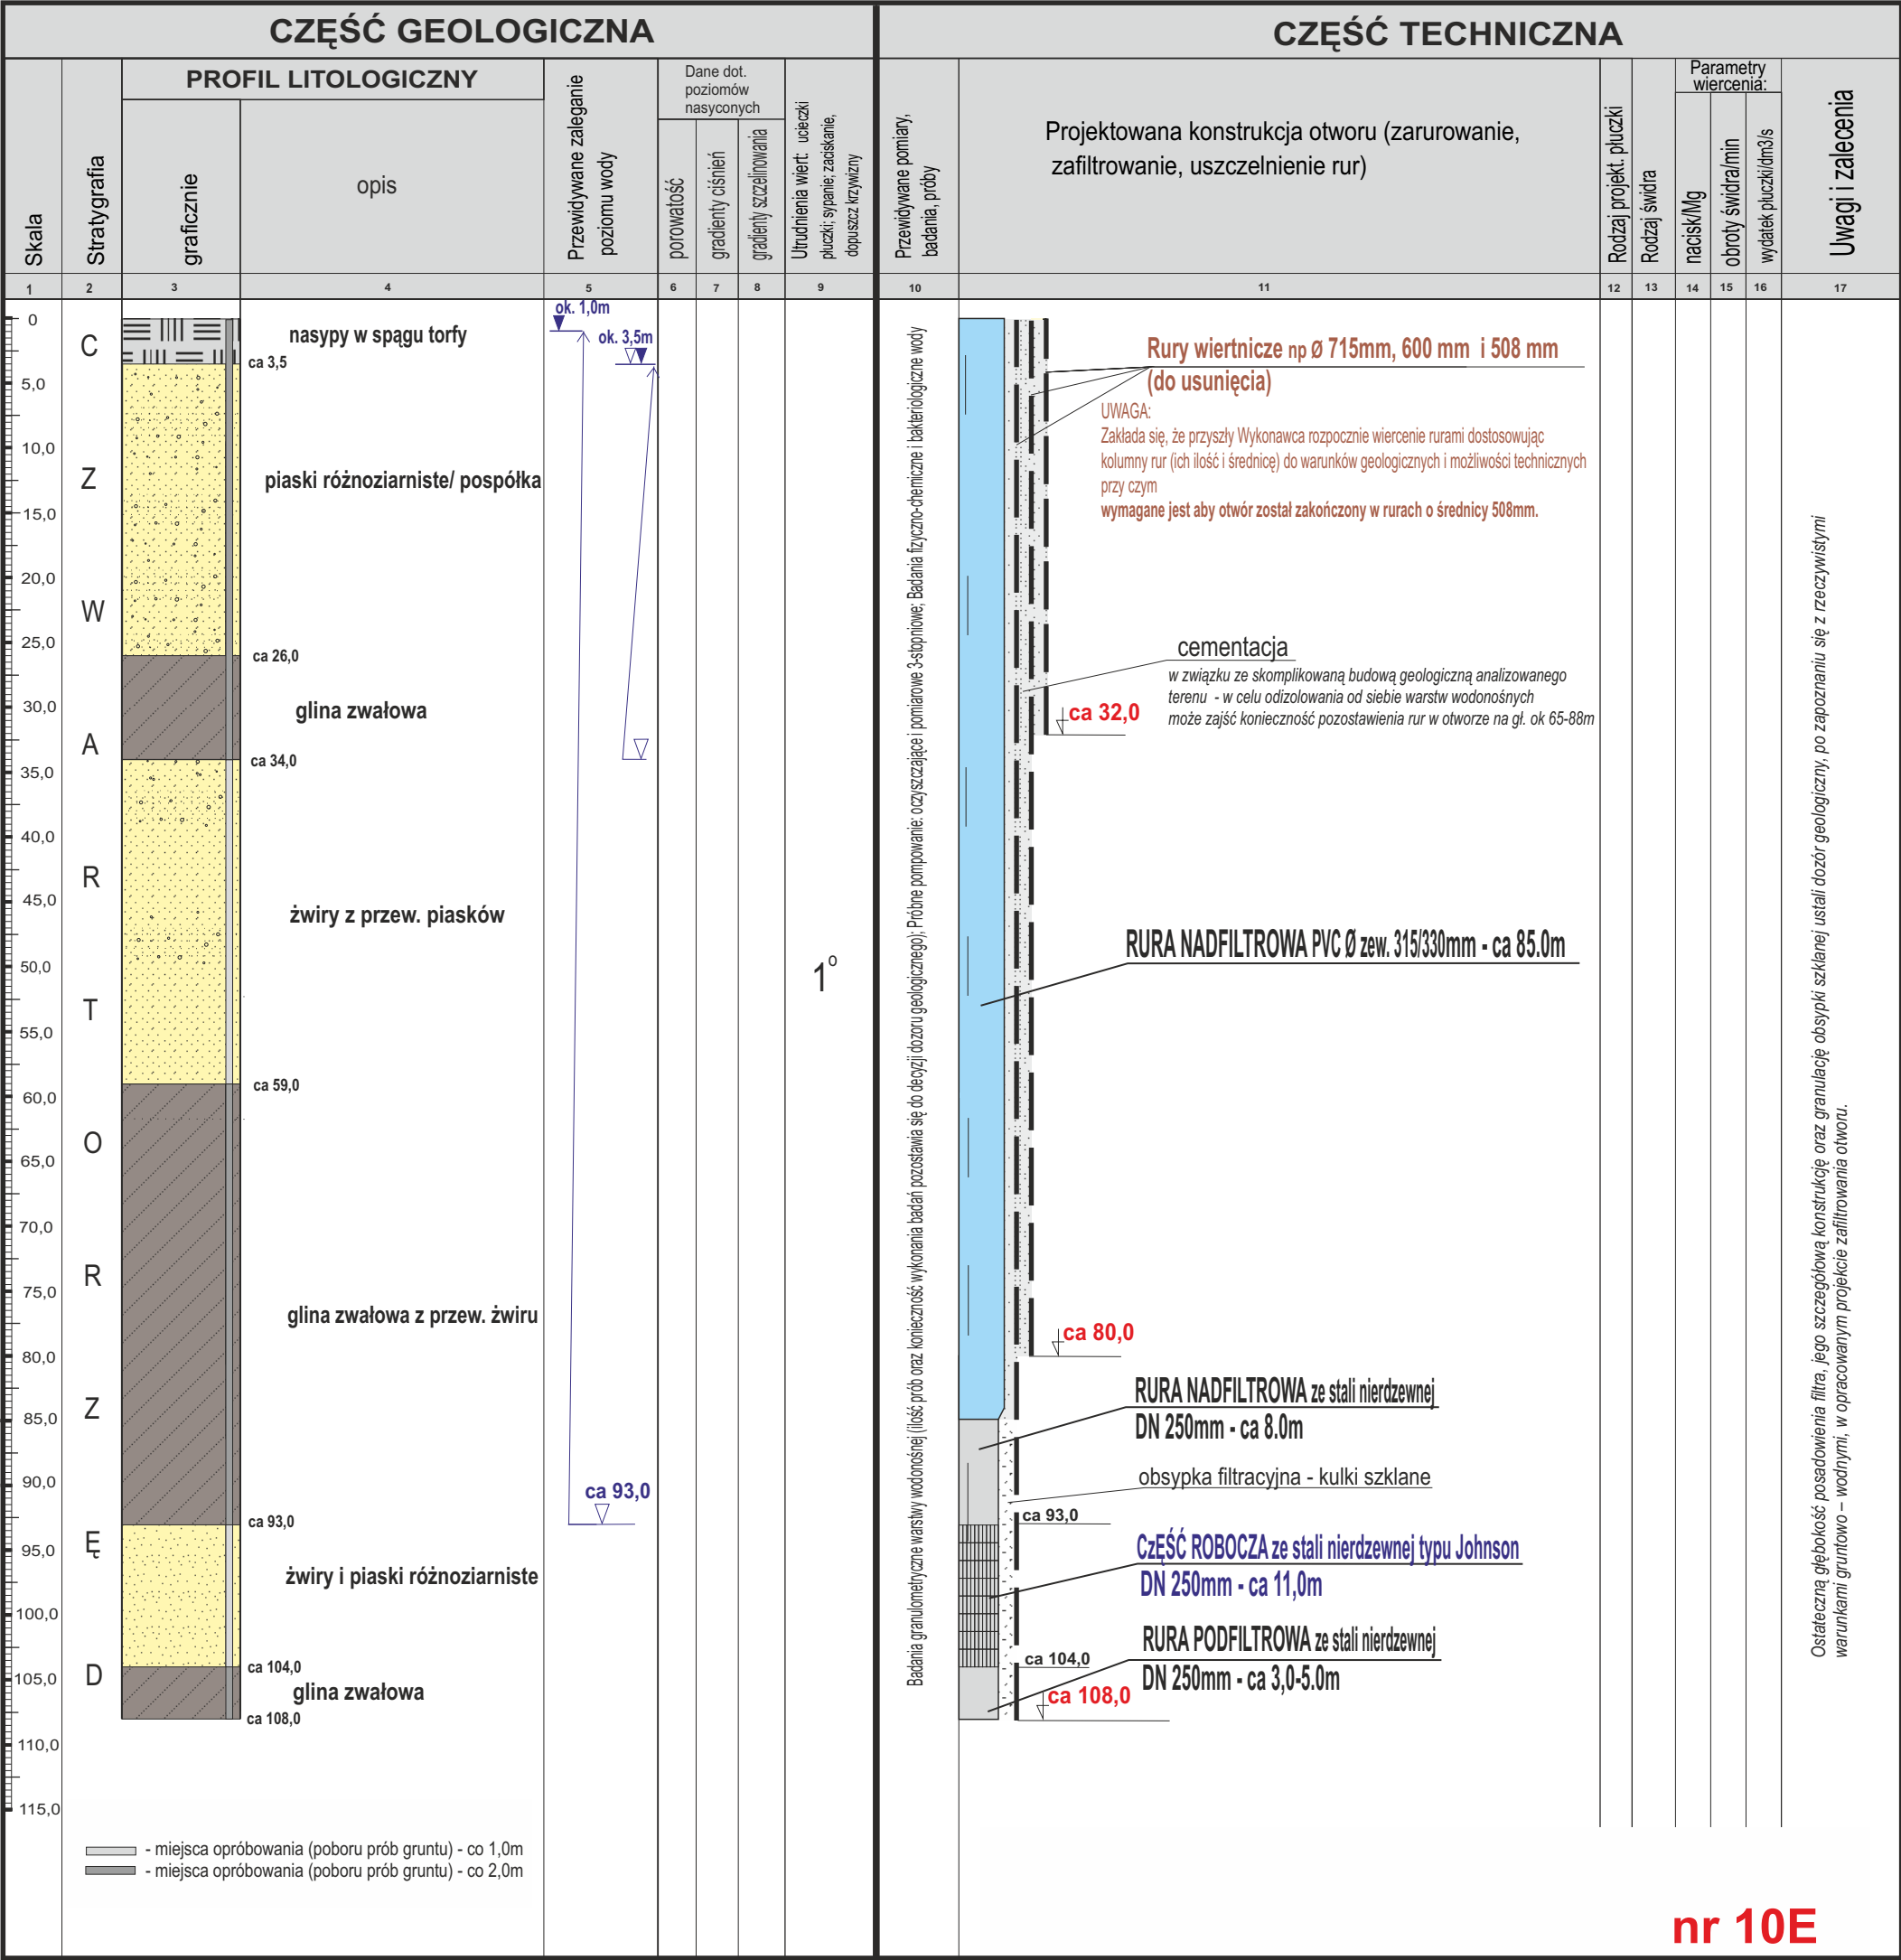 CZĘŚĆ GEOLOGICZNA
CZĘŚĆ TECHNICZNA
Skala
Stratygrafia
PROFIL LITOLOGICZNY
graficznie
opis
Przewidywane zaleganie
poziomu wody
Dane dot.
poziomów
nasyconych
porowatość
gradienty ciśnień
gradienty szczelinowania
Utrudnienia wiert: ucieczki
płuczki; sypanie; zaciskanie,
dopuszcz krzywizny
Przewidywane pomiary,
badania, próby
Projektowana konstrukcja otworu (zarurowanie,
zafiltrowanie, uszczelnienie rur)
Rodzaj projekt. płuczki
Rodzaj świdra
Parametry
wiercenia:
nacisk/Mg
obroty świdra/min
wydatek płuczki/dm3/s
Uwagi i zalecenia
1 2 3 4 5 6 7 8 9 10 11 12 13 14 15 16 17
0
5,0
10,0
15,0
20,0
25,0
30,0
35,0
40,0
45,0
50,0
55,0
60,0
65,0
70,0
75,0
80,0
85,0
90,0
95,0
100,0
105,0
110,0
115,0
C
Z
W
A
R
T
O
R
Z
Ę
D
nasypy w spągu torfy
ca 3,5
piaski różnoziarniste/ pospółka
ca 26,0
glina zwałowa
ca 34,0
żwiry z przew. piasków
ca 59,0
glina zwałowa z przew. żwiru
ca 93,0
żwiry i piaski różnoziarniste
ca 104,0
glina zwałowa
ca 108,0
ok. 1,0m
ok. 3,5m
ca 93,0
1o
Badania granulometryczne warstwy wodonośnej (ilość prób oraz konieczność wykonania badań pozostawia się do decyzji dozoru geologicznego); Próbne pompowanie: oczyszczające i pomiarowe 3-stopniowe; Badania fizyczno-chemiczne i bakteriologiczne wody
Rury wiertnicze np Ø 715mm, 600 mm i 508 mm
(do usunięcia)
UWAGA:
Zakłada się, że przyszły Wykonawca rozpocznie wiercenie rurami dostosowując
kolumny rur (ich ilość i średnicę) do warunków geologicznych i możliwości technicznych
przy czym
wymagane jest aby otwór został zakończony w rurach o średnicy 508mm.
cementacja
w związku ze skomplikowaną budową geologiczną analizowanego
terenu - w celu odizolowania od siebie warstw wodonośnych
może zajść konieczność pozostawienia rur w otworze na gł. ok 65-88m
ca 32,0
RURA NADFILTROWA PVC Ø zew. 315/330mm - ca 85.0m
ca 80,0
RURA NADFILTROWA ze stali nierdzewnej
DN 250mm - ca 8.0m
obsypka filtracyjna - kulki szklane
ca 93,0
CzĘŚĆ ROBOCZA ze stali nierdzewnej typu Johnson
DN 250mm - ca 11,0m
RURA PODFILTROWA ze stali nierdzewnej
ca 104,0
DN 250mm - ca 3,0-5.0m
ca 108,0
Ostateczną głębokość posadowienia filtra, jego szczegółową konstrukcję oraz granulację obsypki szklanej ustali dozór geologiczny, po zapoznaniu się z rzeczywistymi
warunkami gruntowo – wodnymi, w opracowanym projekcie zafiltrowania otworu.
- miejsca opróbowania (poboru prób gruntu) - co 1,0m
- miejsca opróbowania (poboru prób gruntu) - co 2,0m
nr 10E